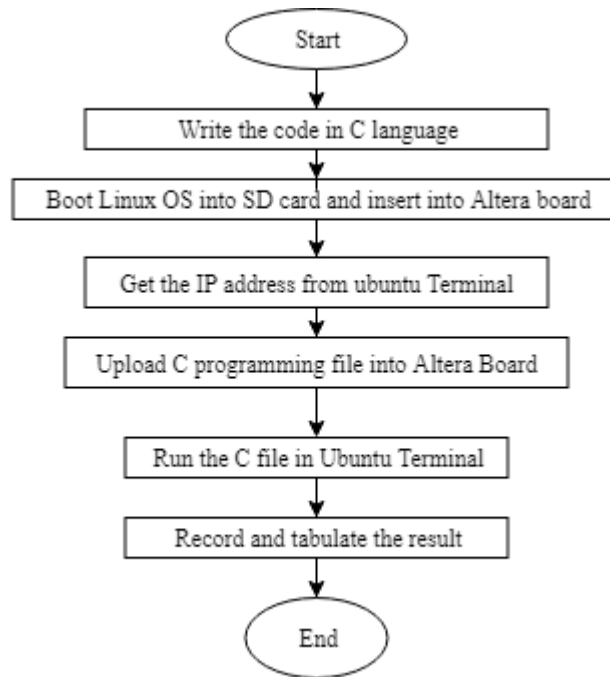 Start
Write the code in C language
Boot Linux OS into SD card and insert into Altera board
Get the IP address from ubuntu Terminal
Upload C programming file into Altera Board
Run the C file in Ubuntu Terminal
Record and tabulate the result
End